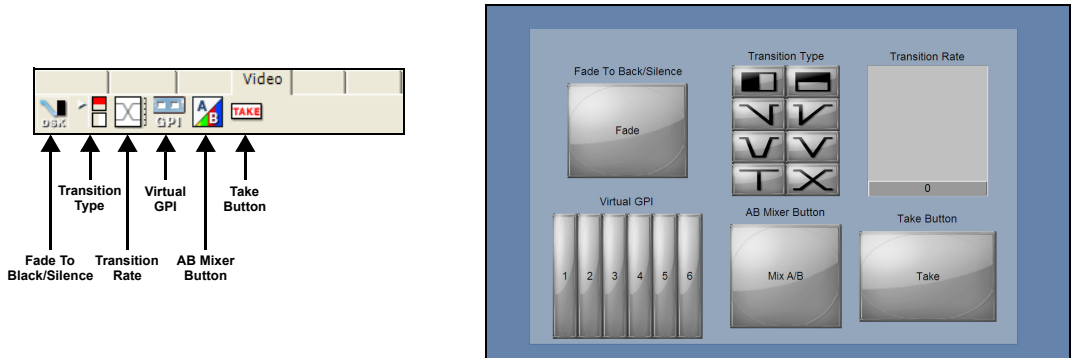 Video
DSK
GPI
A
B
TAKE
Transition
Type
Virtual
GPI
Take
Button
Fade To
Black/Silence
Transition
Rate
AB Mixer
Button
Fade To Back/Silence
Fade
Transition Type
Transition Rate
0
Virtual GPI
1 2 3 4 5 6
AB Mixer Button
Mix A/B
Take Button
Take